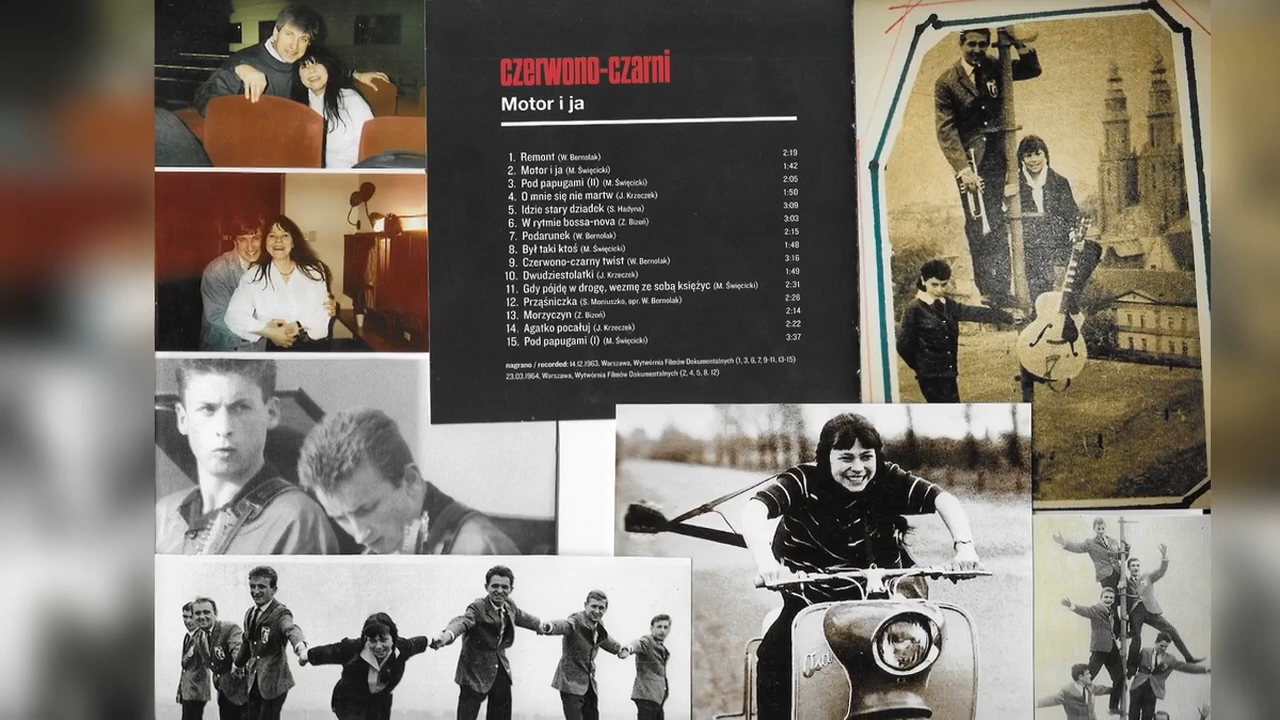 czerwono-czarni
Motor i ja
1. Remont (W. Bernolak) 2:19
2. Motor i ja (M. Święcicki) 1:42
3. Pod papugami (II) (M. Święcicki) 2:05
4. O mnie się nie martw (J. Krzeczek) 1:50
5. Idzie stary dziadek (S. Hadyna) 3:09
6. W rytmie bossa-nova (Z. Bizoń) 3:03
7. Podarunek (W. Bernolak) 2:15
8. Był taki ktoś (M. Święcicki) 1:48
9. Czerwono-czarny twist (W. Bernolak) 3:16
10. Dwudziestolatki (J. Krzeczek) 1:49
11. Gdy pójdę w drogę, wezmę ze sobą księżyc (M. Święcicki) 2:31
12. Prząśniczka (S. Moniuszko, opr. W. Bernolak) 2:26
13. Morzyczyn (Z. Bizoń) 2:14
14. Agatko pocałuj (J. Krzeczek) 2:22
15. Pod papugami (I) (M. Święcicki) 3:37
nagrano / recorded: 14.12.1963, Warszawa, Wytwórnia Filmów Dokumentalnych (1, 3, 6, 7, 9-11, 13-15)
23.03.1964, Warszawa, Wytwórnia Filmów Dokumentalnych (2, 4, 5, 8, 12)
Osa